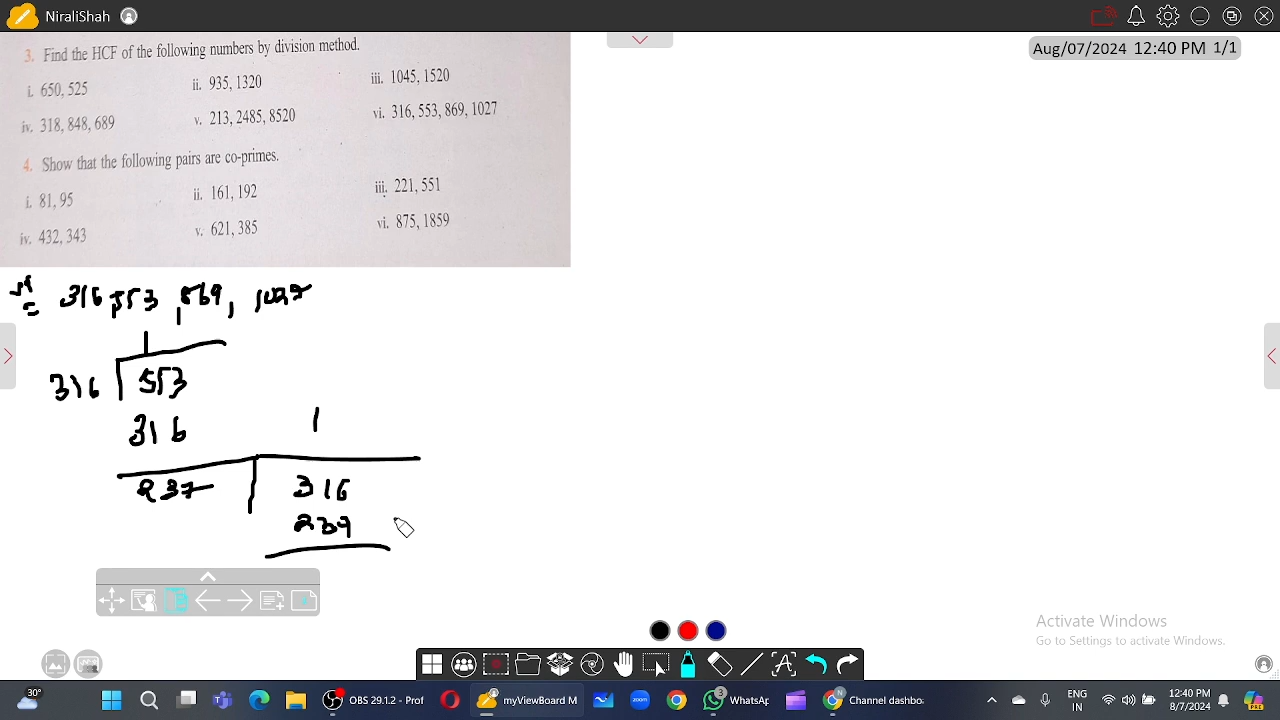 NiraliShah
Aug/07/2024 12:40 PM 1/1
3. Find the HCF of the following numbers by division method.
i. 650, 525 ii. 935, 1320 iii. 1045, 1520
iv. 318, 848, 689 v. 213, 2485, 8520 vi. 316, 553, 869, 1027
4. Show that the following pairs are co-primes.
i. 81, 95 ii. 161, 192 iii. 221, 551
iv. 432, 343 v. 621, 385 vi. 875, 1859
316, 553, 869, 1027
1
316 553
316 1
237 316
237
Activate Windows
Go to Settings to activate Windows.
39° OBS 29.1.2 - Prof myViewBoard M zoom 3 WhatsAp N Channel dashbo ENG IN 12:40 PM 8/7/2024